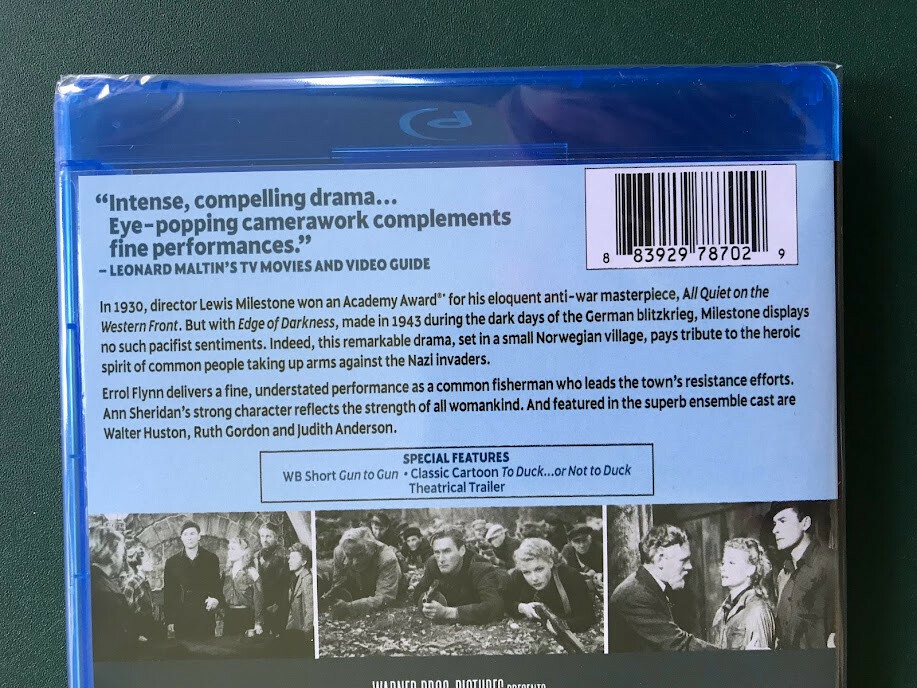 “Intense, compelling drama...
Eye-popping camerawork complements
fine performances.”
– LEONARD MALTIN'S TV MOVIES AND VIDEO GUIDE
8 83929 78702 9
In 1930, director Lewis Milestone won an Academy Award®* for his eloquent anti-war masterpiece, All Quiet on the
Western Front. But with Edge of Darkness, made in 1943 during the dark days of the German blitzkrieg, Milestone displays
no such pacifist sentiments. Indeed, this remarkable drama, set in a small Norwegian village, pays tribute to the heroic
spirit of common people taking up arms against the Nazi invaders.
Errol Flynn delivers a fine, understated performance as a common fisherman who leads the town's resistance efforts.
Ann Sheridan's strong character reflects the strength of all womankind. And featured in the superb ensemble cast are
Walter Huston, Ruth Gordon and Judith Anderson.
SPECIAL FEATURES
WB Short Gun to Gun • Classic Cartoon To Duck...or Not to Duck
Theatrical Trailer
WARNER BROS. PICTURES PRESENTS